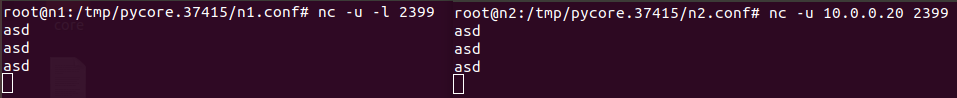 root@n1:/tmp/pycore.37415/n1.conf# nc -u -l 2399
asd
asd
asd
root@n2:/tmp/pycore.37415/n2.conf# nc -u 10.0.0.20 2399
asd
asd
asd